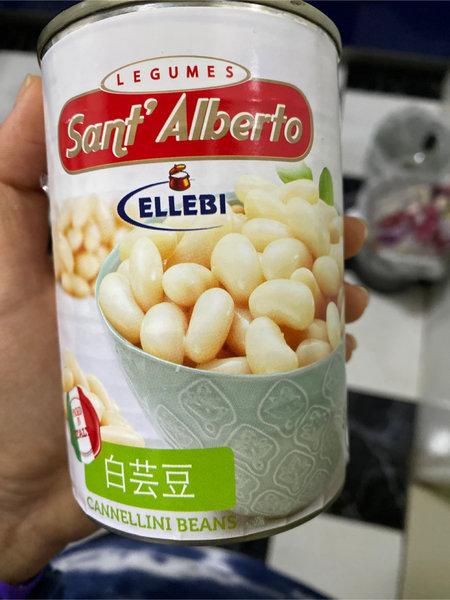 LEGUMES
Sant' Alberto
ELLEBI
白芸豆
CANNELLINI BEANS